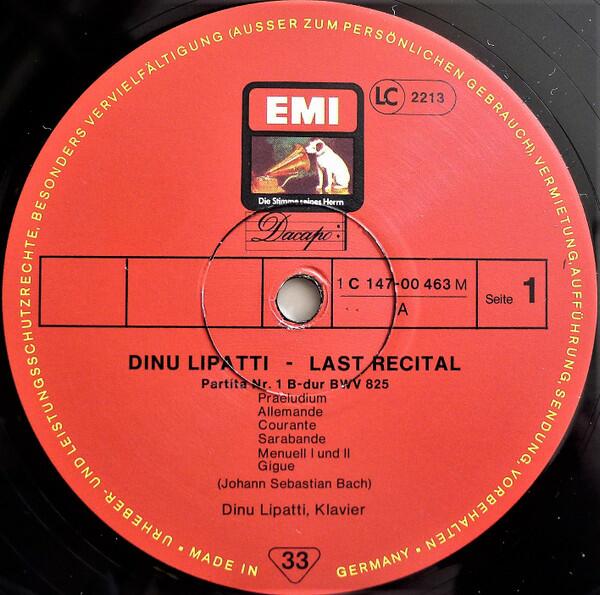 URHEBER- UND LEISTUNGSSCHUTZRECHTE, BESONDERS VERVIELFÄLTIGUNG (AUSSER ZUM PERSÖNLICHEN GEBRAUCH), VERMIETUNG, AUFFÜHRUNG, SENDUNG, VORBEHALTEN •
EMI
LC 2213
Die Stimme seines Herrn
Dacapo
1 C 147-00 463 M
A
Seite 1
DINU LIPATTI - LAST RECITAL
Partita Nr. 1 B-dur BWV 825
Praeludium
Allemande
Courante
Sarabande
Menuell I und II
Gigue
(Johann Sebastian Bach)
Dinu Lipatti, Klavier
• MADE IN GERMANY
33